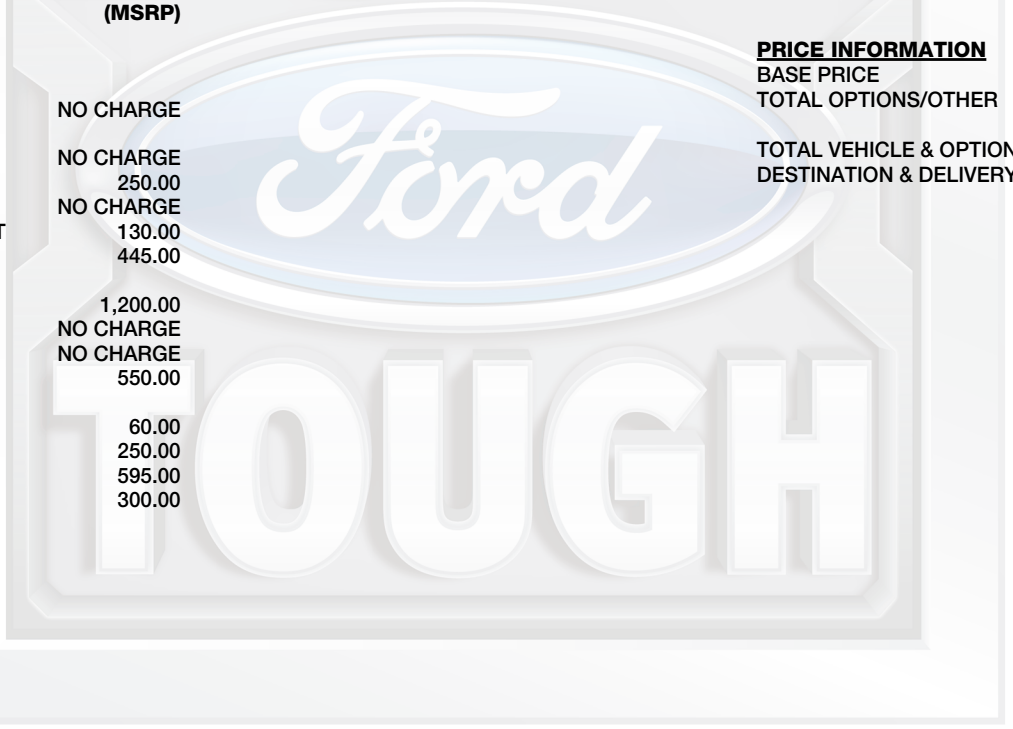 (MSRP)
NO CHARGE
NO CHARGE
250.00
NO CHARGE
T
130.00
445.00
1,200.00
NO CHARGE
NO CHARGE
550.00
60.00
250.00
595.00
300.00
PRICE INFORMATION
BASE PRICE
TOTAL OPTIONS/OTHER
TOTAL VEHICLE & OPTION
DESTINATION & DELIVERY
Ford
TOUGH